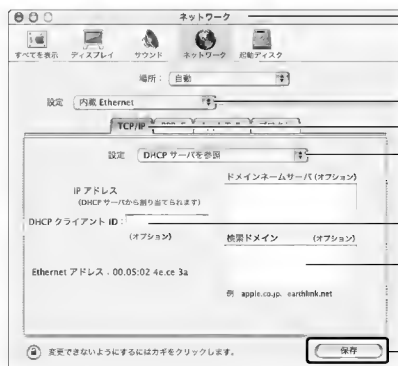 ネットワーク
すべてを表示 ディスプレイ サウンド ネットワーク 起動ディスク
場所： 自動
設定 内蔵 Ethernet
TCP/IP
設定 DHCP サーバを参照
ドメインネームサーバ (オプション)
IP アドレス
(DHCP サーバから割り当てられます)
DHCP クライアント ID :
(オプション)
検索ドメイン (オプション)
Ethernet アドレス : 00.05:02 4e.ce 3a
例 apple.co.jp. earthlink.net
変更できないようにするにはカギをクリックします。
保存